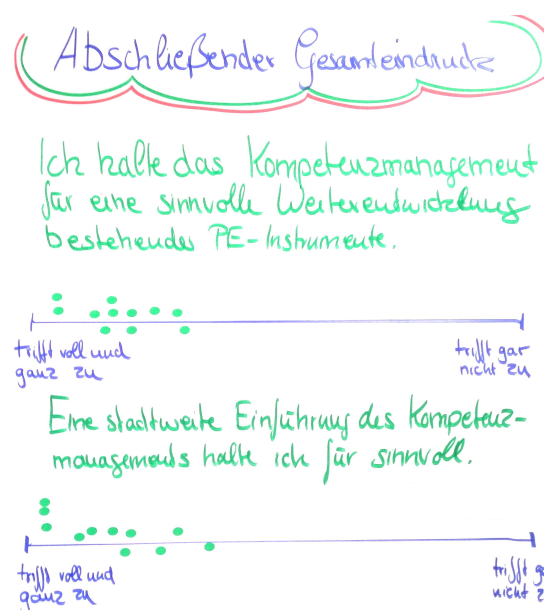 Abschließender Gesamteindruck
Ich halte das Kompetenzmanagement
für eine sinnvolle Weiterentwicklung
bestehender PE-Instrumente.
trifft voll und
ganz zu
trifft gar
nicht zu
Eine stadtweite Einführung des Kompetenz-
managements halte ich für sinnvoll.
trifft voll und
ganz zu
trifft g
nicht z